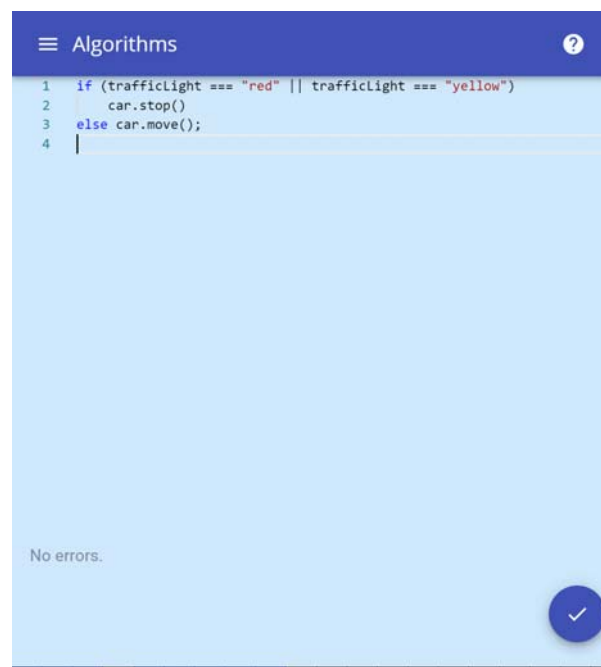 Algorithms
1 if (trafficLight === "red" || trafficLight === "yellow")
2     car.stop()
3 else car.move();
4
No errors.